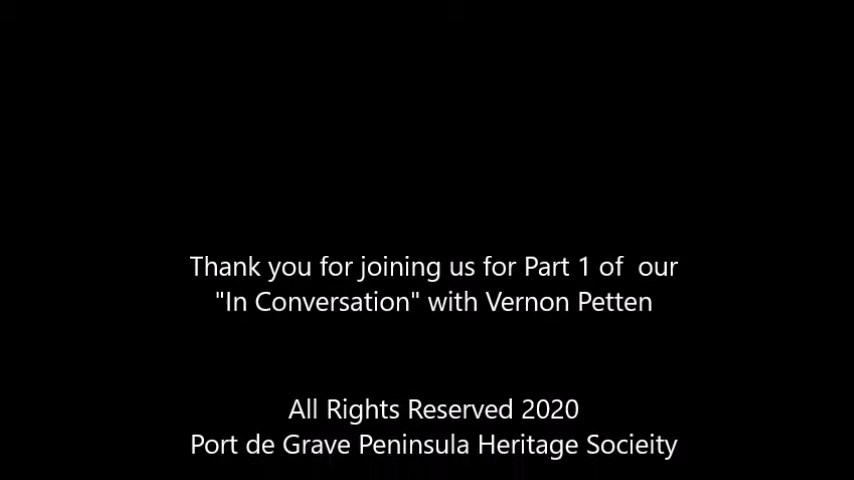 Thank you for joining us for Part 1 of  our
"In Conversation" with Vernon Petten
All Rights Reserved 2020
Port de Grave Peninsula Heritage Socieity